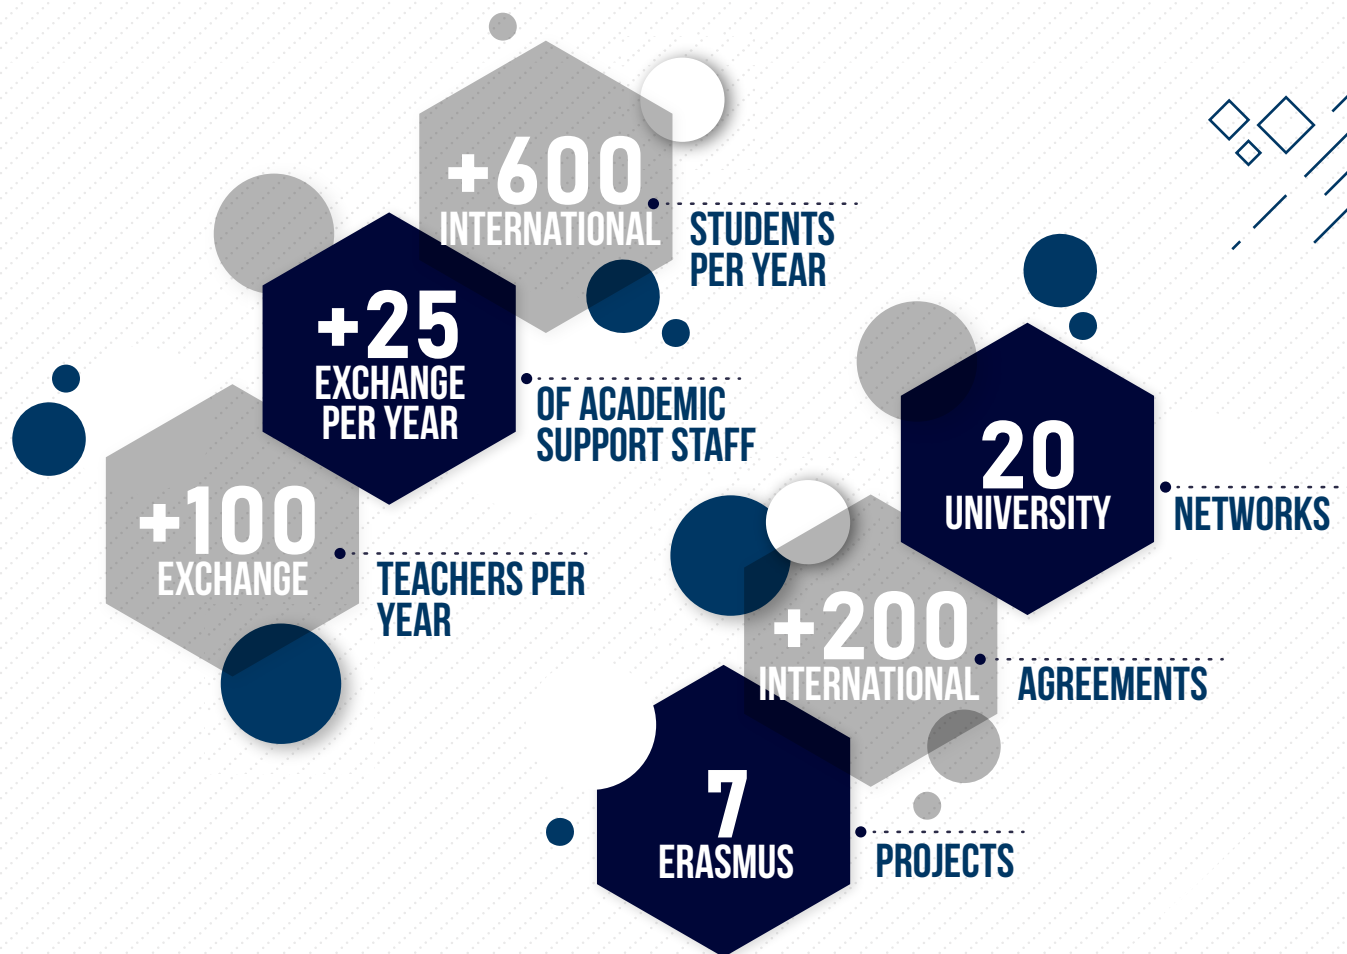 +600
INTERNATIONAL
STUDENTS
PER YEAR
+25
EXCHANGE
PER YEAR
OF ACADEMIC
SUPPORT STAFF
+100
EXCHANGE
TEACHERS PER
YEAR
20
UNIVERSITY
NETWORKS
+200
INTERNATIONAL
AGREEMENTS
7
ERASMUS
PROJECTS